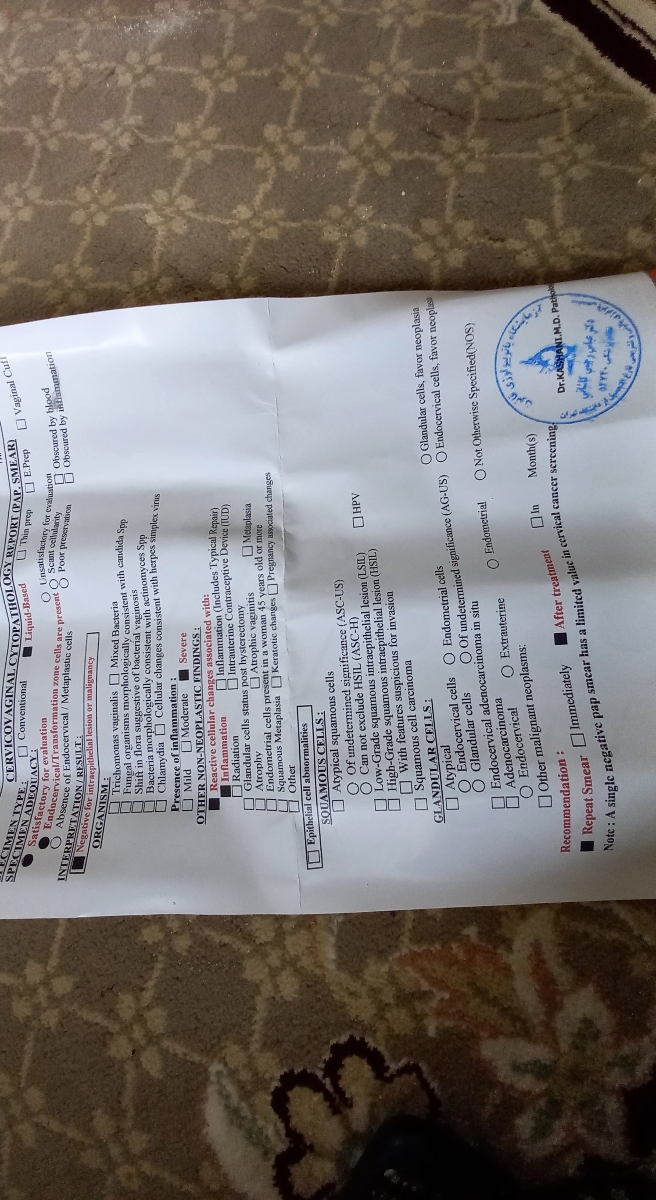 CERVICOVAGINAL CYTOPATHOLOGY REPORT (PAP. SMEAR)
SPECIMEN TYPE : □ Conventional ■ Liquid-Based □ Thin prep □ E.Prep □ Vaginal Cuff
SPECIMEN ADEQUACY :
● Satisfactory for evaluation ○ Unsatisfactory for evaluation
● Endocervical transformation zone cells are present ○ Scant cellularity □ Obscured by blood
○ Absence of Endocervical / Metaplastic cells ○ Poor preservation □ Obscured by inflammation
INTERPRETATION / RESULT:
■ Negative for intraepithelial lesion or malignancy
ORGANISM :
□ Trichomonas vaginalis □ Mixed Bacteria
□ Fungal organisms morphologically consistent with candida Spp
□ Shift in flora suggestive of bacterial vaginosis
□ Bacteria morphologically consistent with actinomyces Spp
□ Chlamydia □ Cellular changes consistent with herpes simplex virus
Presence of inflammation :
□ Mild □ Moderate ■ Severe
OTHER NON-NEOPLASTIC FINDINGS :
■ Reactive cellular changes associated with:
■ Inflamation □ Inflammation (Includes Typical Repair)
□ Radiation □ Intrauterine Contraceptive Device (IUD)
□ Glandular cells status post hysterectomy
□ Atrophy □ Atrophic vaginitis □ Metaplasia
□ Endometrial cells present in a woman 45 years old or more
□ Squamous Metaplasia □ Keratotic changes □ Pregnancy associated changes
□ Other
□ Epithelial cell abnormalities
SQUAMOUS CELLS :
□ Atypical squamous cells
○ Of undetermined significance (ASC-US)
○ Can not exclude HSIL (ASC-H)
□ Low-Grade squamous intraepithelial lesion (LSIL) □ HPV
□ High-Grade squamous intraepithelial lesion (HSIL)
□ With features suspicious for invasion
□ Squamous cell carcinoma
GLANDULAR CELLS :
□ Atypical
○ Endocervical cells ○ Endometrial cells ○ Glandular cells, favor neoplasia
○ Glandular cells ○ Of undetermined significance (AG-US) ○ Endocervical cells, favor neoplasia
□ Endocervical adenocarcinoma in situ
□ Endocarcinoma
□ Adenocarcinoma
○ Endocervical ○ Extrauterine ○ Endometrial ○ Not Otherwise Specified(NOS)
□ Other malignant neoplasms:
Recommendation :
■ Repeat Smear □ Immediately ■ After treatment □ In Month(s)
Note : A single negative pap smear has a limited value in cervical cancer screening.
Dr.KASHANI.M.D. Patholo